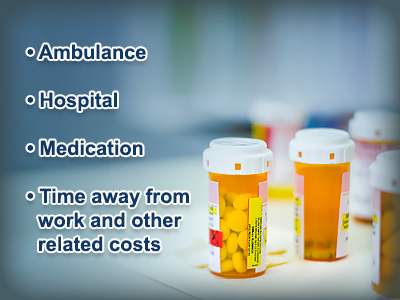 • Ambulance
• Hospital
• Medication
• Time away from
work and other
related costs